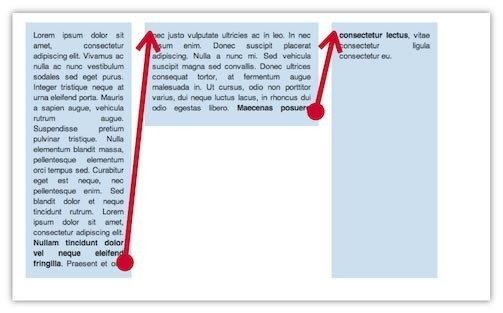 Lorem ipsum dolor sit
amet, consectetur
adipiscing elit. Vivamus ac
nulla ac nunc vestibulum
sodales sed eget purus.
Integer tristique neque at
urna eleifend porta. Mauris
a sapien augue, vehicula
rutrum augue.
Suspendisse pretium
pulvinar tristique. Nulla
elementum blandit massa,
pellentesque elementum
orci tempus sed. Curabitur
eget est neque, nec
pellentesque enim. Sed
blandit dolor et neque
tincidunt rutrum. Lorem
ipsum dolor sit amet,
consectetur adipiscing elit.
Nullam tincidunt dolor
vel neque eleifend
fringilla. Praesent et
nec justo vulputate ultricies ac in leo. In nec
ipsum enim. Donec suscipit placerat
adipiscing. Nulla a nunc mi. Sed vehicula
suscipit magna sed convallis. Donec ultrices
consequat tortor, at fermentum augue
malesuada in. Ut cursus, odio non porttitor
varius, dui neque luctus lacus, in rhoncus dui
odio egestas libero. Maecenas posuere
consectetur lectus, vitae
consectetur ligula
consectetur eu.